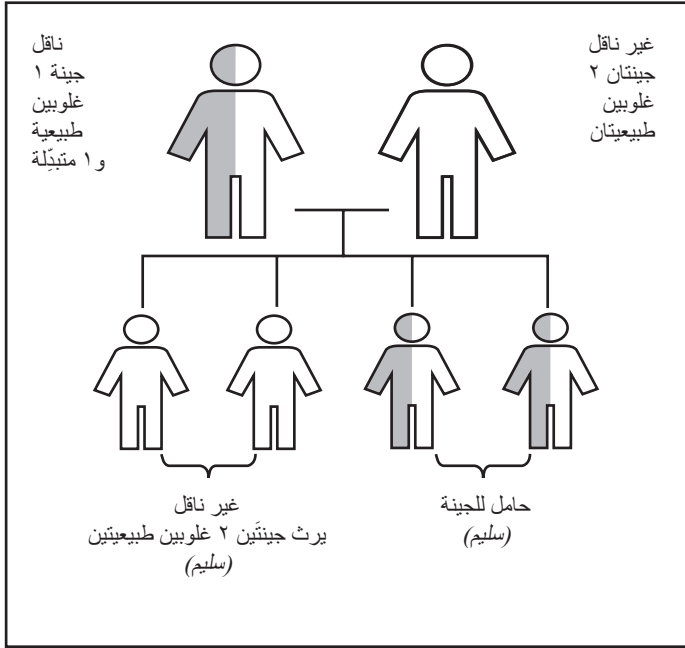 غير ناقل
جينتان ٢
غلوبين
طبيعيتان
ناقل
جينة ١
غلوبين
طبيعية
و١ متبدِّلة
حامل للجينة
(سليم)
غير ناقل
يرث جينتَين ٢ غلوبين طبيعيتين
(سليم)